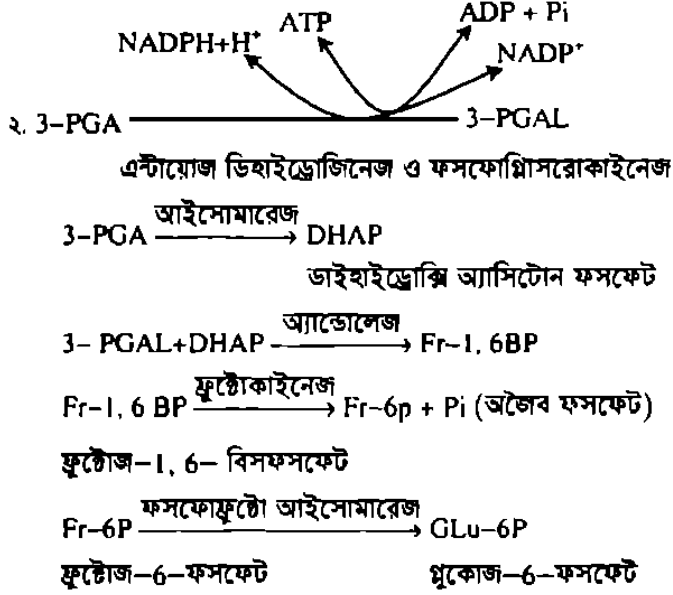 NADPH+H⁺ ATP ADP + Pi NADP⁺
২. 3–PGA 3–PGAL
এন্টায়োজ ডিহাইড্রোজিনেজ ও ফসফোগ্লিসরোকাইনেজ
আইসোমারেজ
3–PGA → DHAP
ডাইহাইড্রোক্সি অ্যাসিটোন ফসফেট
অ্যান্ডোলেজ
3– PGAL+DHAP → Fr–1, 6BP
ফ্রুক্টোকাইনেজ
Fr–1, 6 BP → Fr–6p + Pi (অজৈব ফসফেট)
ফ্রুক্টোজ–1, 6– বিসফসফেট
ফসফোফ্রুক্টো আইসোমারেজ
Fr–6P → GLu–6P
ফ্রুক্টোজ–6–ফসফেট গ্লুকোজ–6–ফসফেট